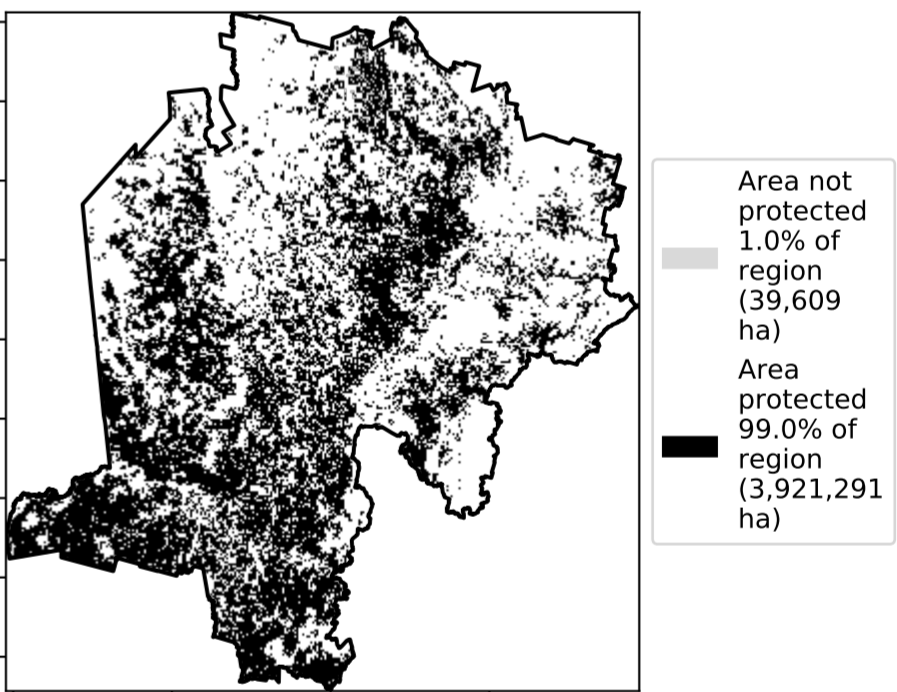 Area not
protected
1.0% of
region
(39,609
ha)
Area
protected
99.0% of
region
(3,921,291
ha)